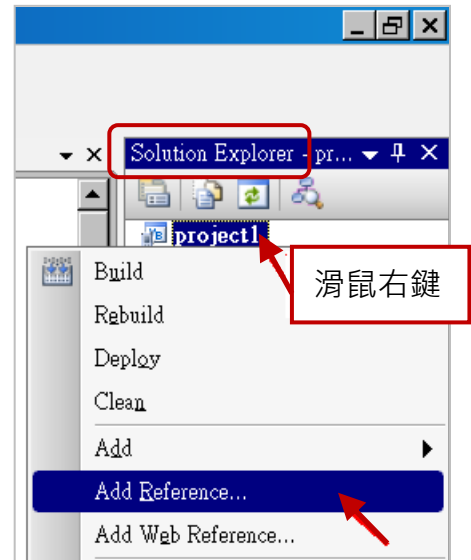 Solution Explorer - pr...
project1
滑鼠右鍵
Build
Rebuild
Deploy
Clean
Add
Add Reference...
Add Web Reference...